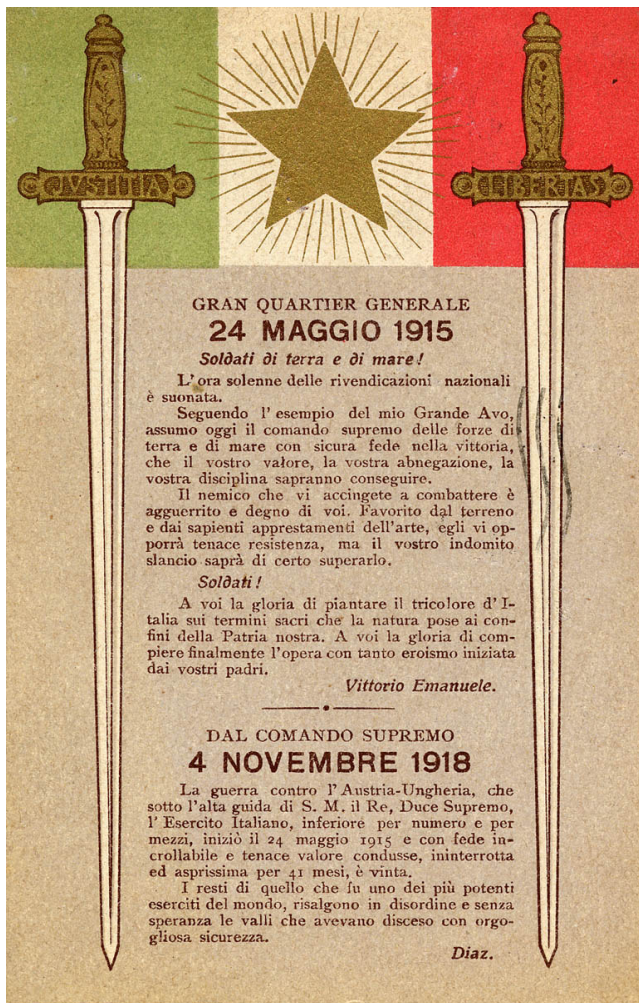 JVSTITIA
LIBERTAS
GRAN QUARTIER GENERALE
24 MAGGIO 1915
Soldati di terra e di mare!
L'ora solenne delle rivendicazioni nazionali
è suonata.
Seguendo l'esempio del mio Grande Avo,
assumo oggi il comando supremo delle forze di
terra e di mare con sicura fede nella vittoria,
che il vostro valore, la vostra abnegazione, la
vostra disciplina sapranno conseguire.
Il nemico che vi accingete a combattere è
agguerrito e degno di voi. Favorito dal terreno
e dai sapienti apprestamenti dell'arte, egli vi op-
porrà tenace resistenza, ma il vostro indomito
slancio saprà di certo superarlo.
Soldati!
A voi la gloria di piantare il tricolore d'I-
talia sui termini sacri che la natura pose ai con-
fini della Patria nostra. A voi la gloria di com-
piere finalmente l'opera con tanto eroismo iniziata
dai vostri padri.
Vittorio Emanuele.
DAL COMANDO SUPREMO
4 NOVEMBRE 1918
La guerra contro l'Austria-Ungheria, che
sotto l'alta guida di S. M. il Re, Duce Supremo,
l'Esercito Italiano, inferiore per numero e per
mezzi, iniziò il 24 maggio 1915 e con fede in-
crollabile e tenace valore condusse, ininterrotta
ed asprissima per 41 mesi, è vinta.
I resti di quello che fu uno dei più potenti
eserciti del mondo, risalgono in disordine e senza
speranza le valli che avevano disceso con orgo-
gliosa sicurezza.
Diaz.